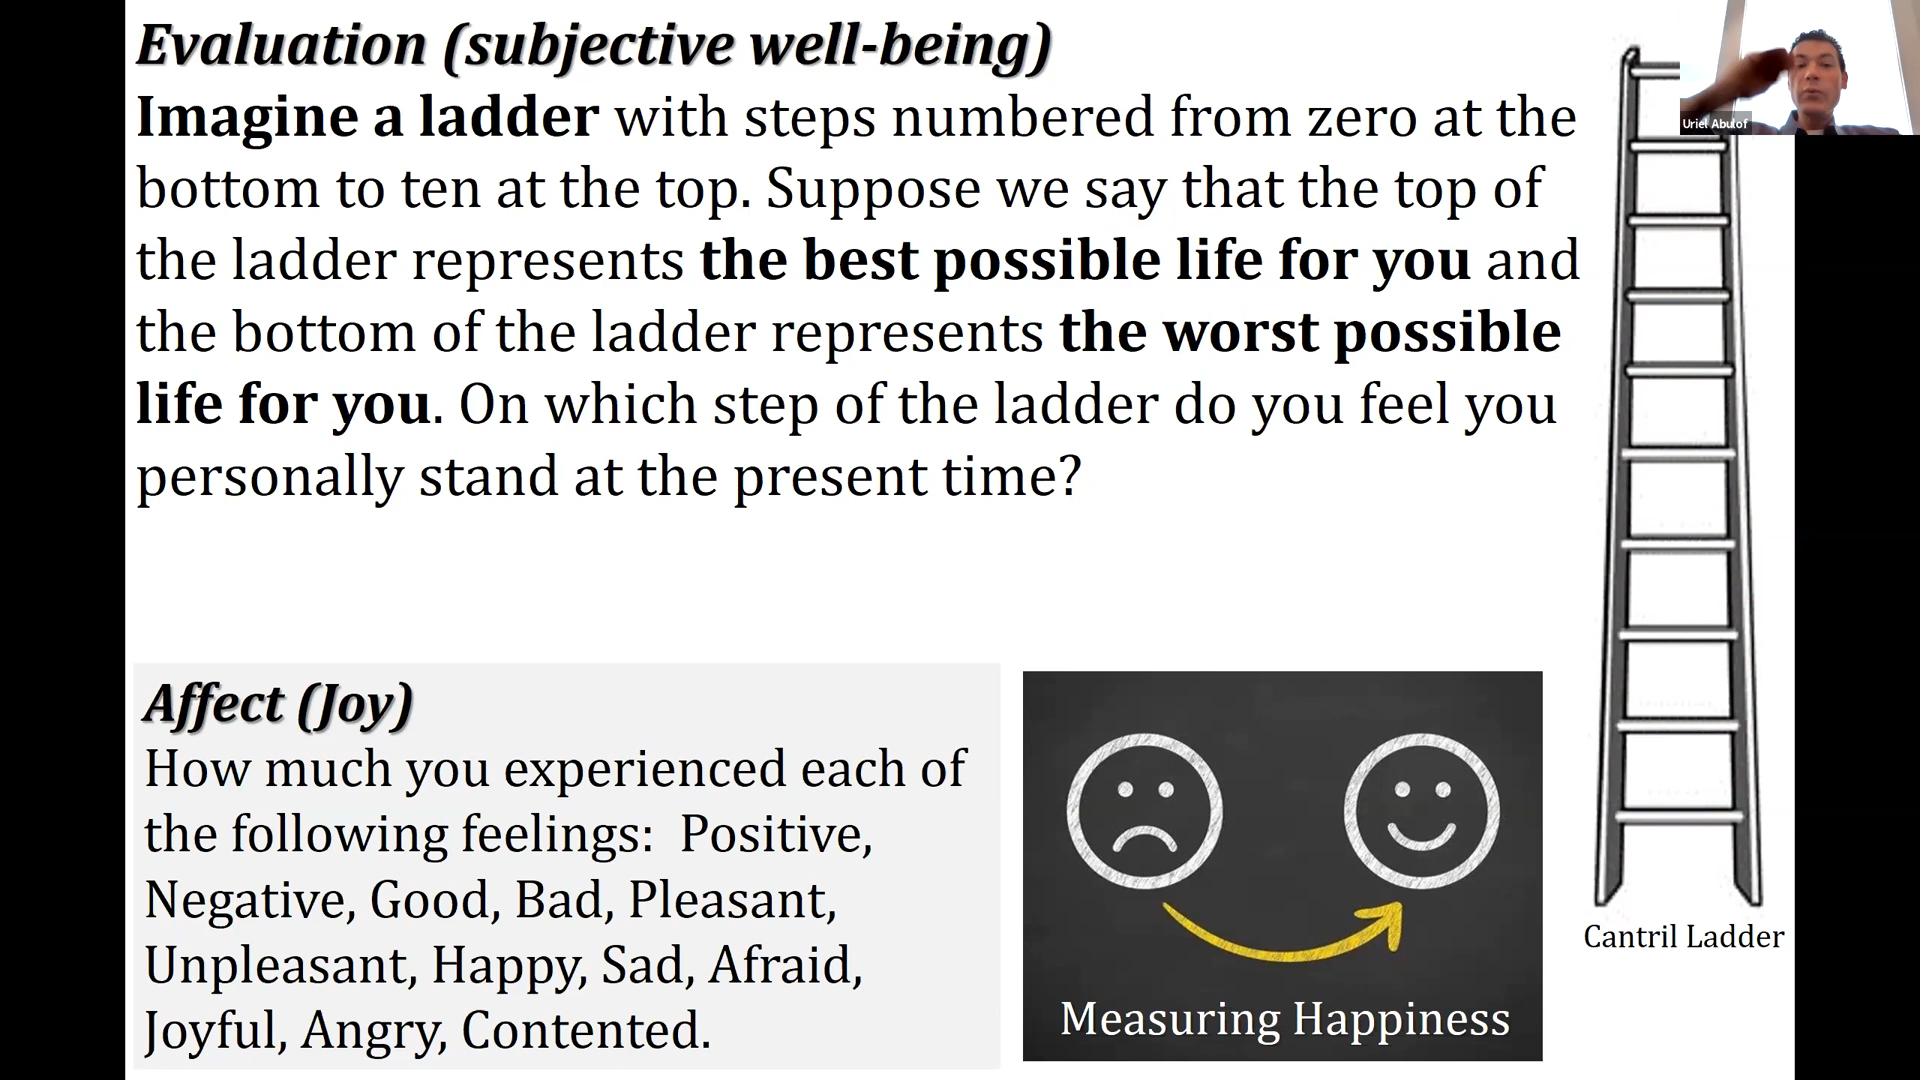 Evaluation (subjective well-being)
Imagine a ladder with steps numbered from zero at the
bottom to ten at the top. Suppose we say that the top of
the ladder represents the best possible life for you and
the bottom of the ladder represents the worst possible
life for you. On which step of the ladder do you feel you
personally stand at the present time?
Uriel Abulof
Affect (Joy)
How much you experienced each of
the following feelings: Positive,
Negative, Good, Bad, Pleasant,
Unpleasant, Happy, Sad, Afraid,
Joyful, Angry, Contented.
Measuring Happiness
Cantril Ladder